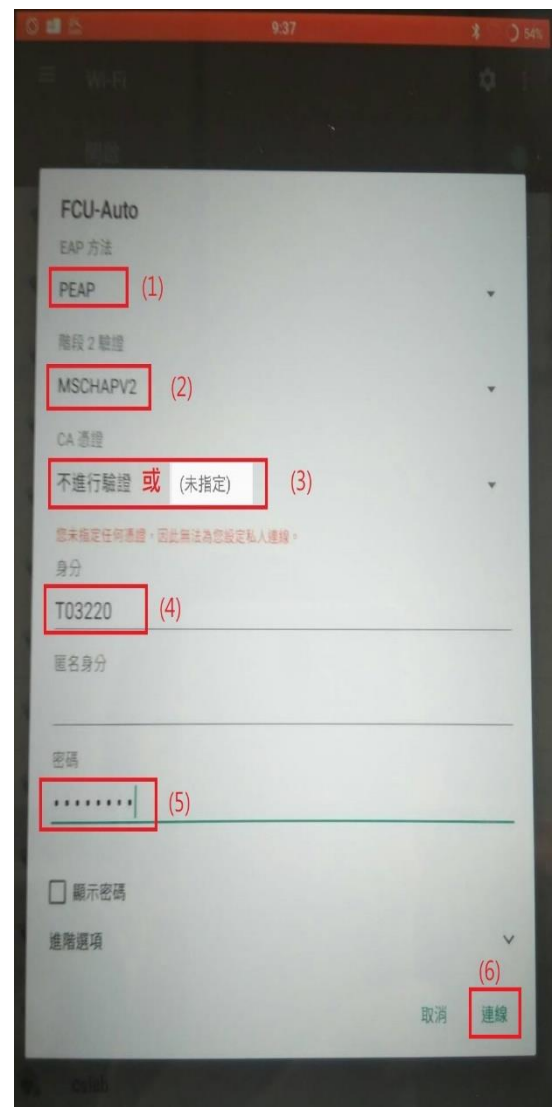 9:37 54%
Wi-Fi
FCU-Auto
EAP 方法
PEAP (1)
階段 2 驗證
MSCHAPV2 (2)
CA 憑證
不進行驗證 或 (未指定) (3)
您未指定任何憑證,因此無法為您設定私人連線。
身分
T03220 (4)
匿名身分
密碼
•••••••• (5)
顯示密碼
進階選項
(6)
取消 連線